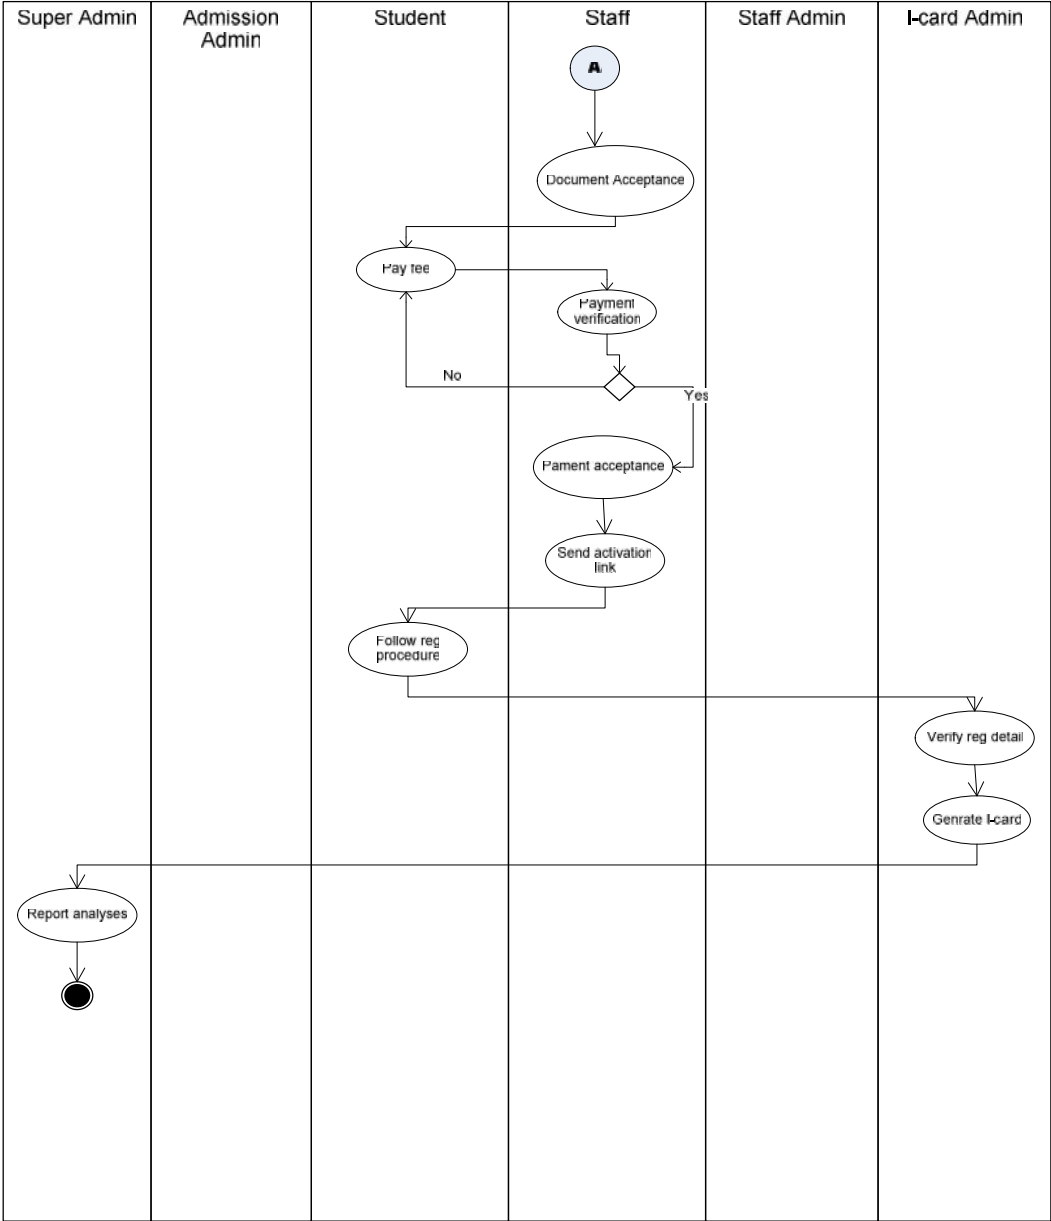 Super Admin
Admission
Admin
Student
Staff
Staff Admin
I-card Admin
A
Document Acceptance
Pay fee
Payment
verification
No
Yes
Pament acceptance
Send activation
link
Follow reg
procedure
Verify reg detail
Genrate I-card
Report analyses